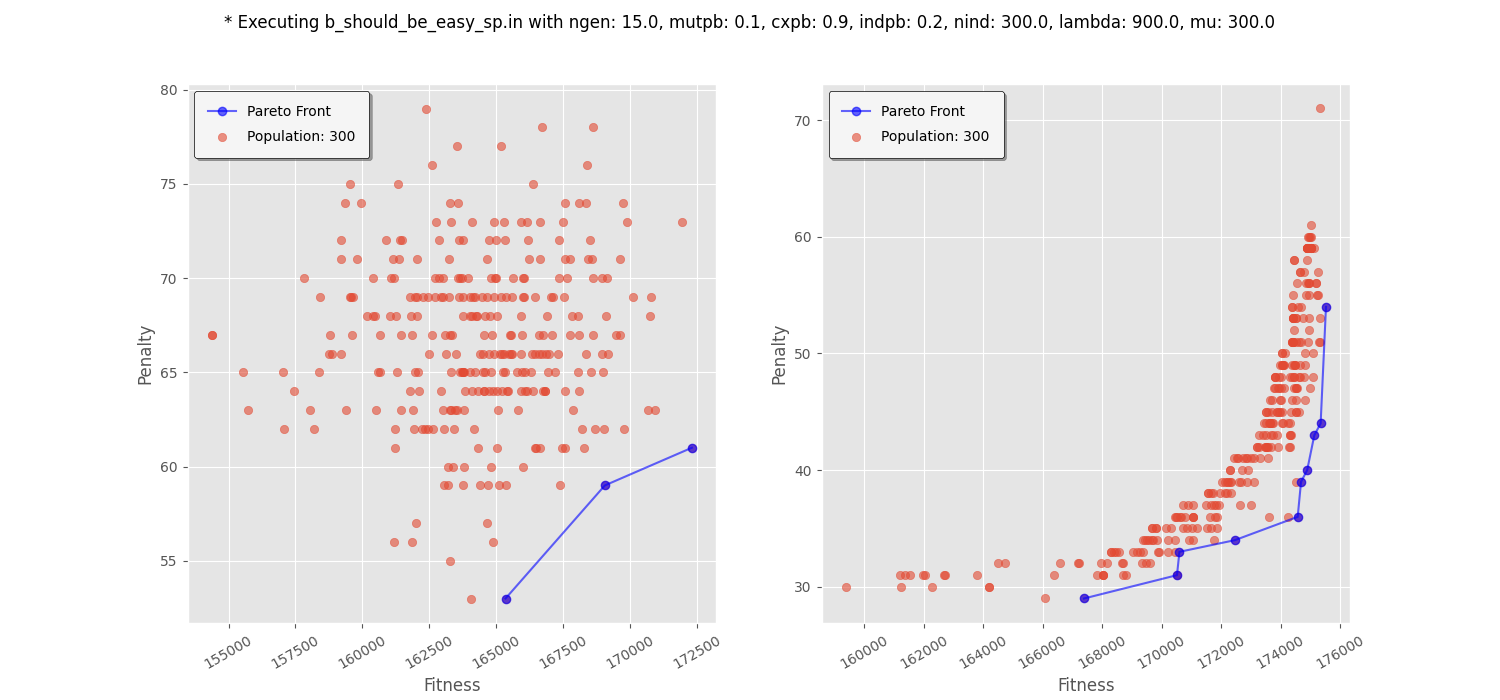 * Executing b_should_be_easy_sp.in with ngen: 15.0, mutpb: 0.1, cxpb: 0.9, indpb: 0.2, nind: 300.0, lambda: 900.0, mu: 300.0
Pareto Front
Population: 300
80
75
70
65
60
55
Penalty
155000 157500 160000 162500 165000 167500 170000 172500
Fitness
Pareto Front
Population: 300
70
60
50
40
30
Penalty
160000 162000 164000 166000 168000 170000 172000 174000 176000
Fitness